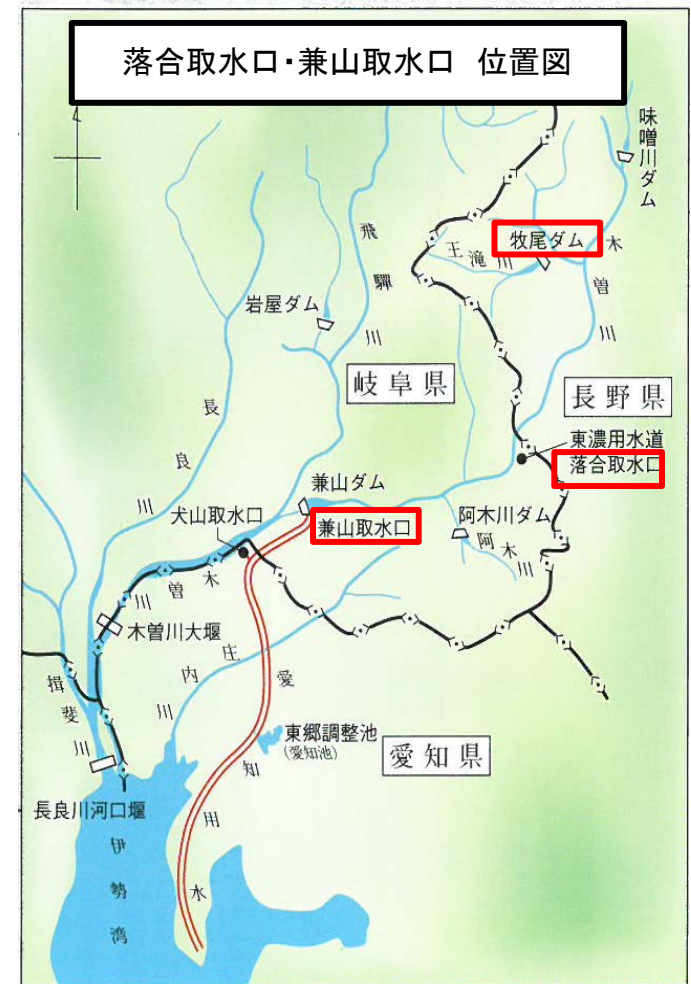 落合取水口・兼山取水口 位置図
味噌川ダム
牧尾ダム
王滝川
木曽川
飛騨川
岩屋ダム
岐阜県
長野県
長良川
東濃用水道
落合取水口
兼山ダム
兼山取水口
犬山取水口
阿木川ダム
阿木川
木曽川
木曽川大堰
庄内川
揖斐川
愛知用水
東郷調整池
(愛知池)
愛知県
長良川河口堰
伊勢湾